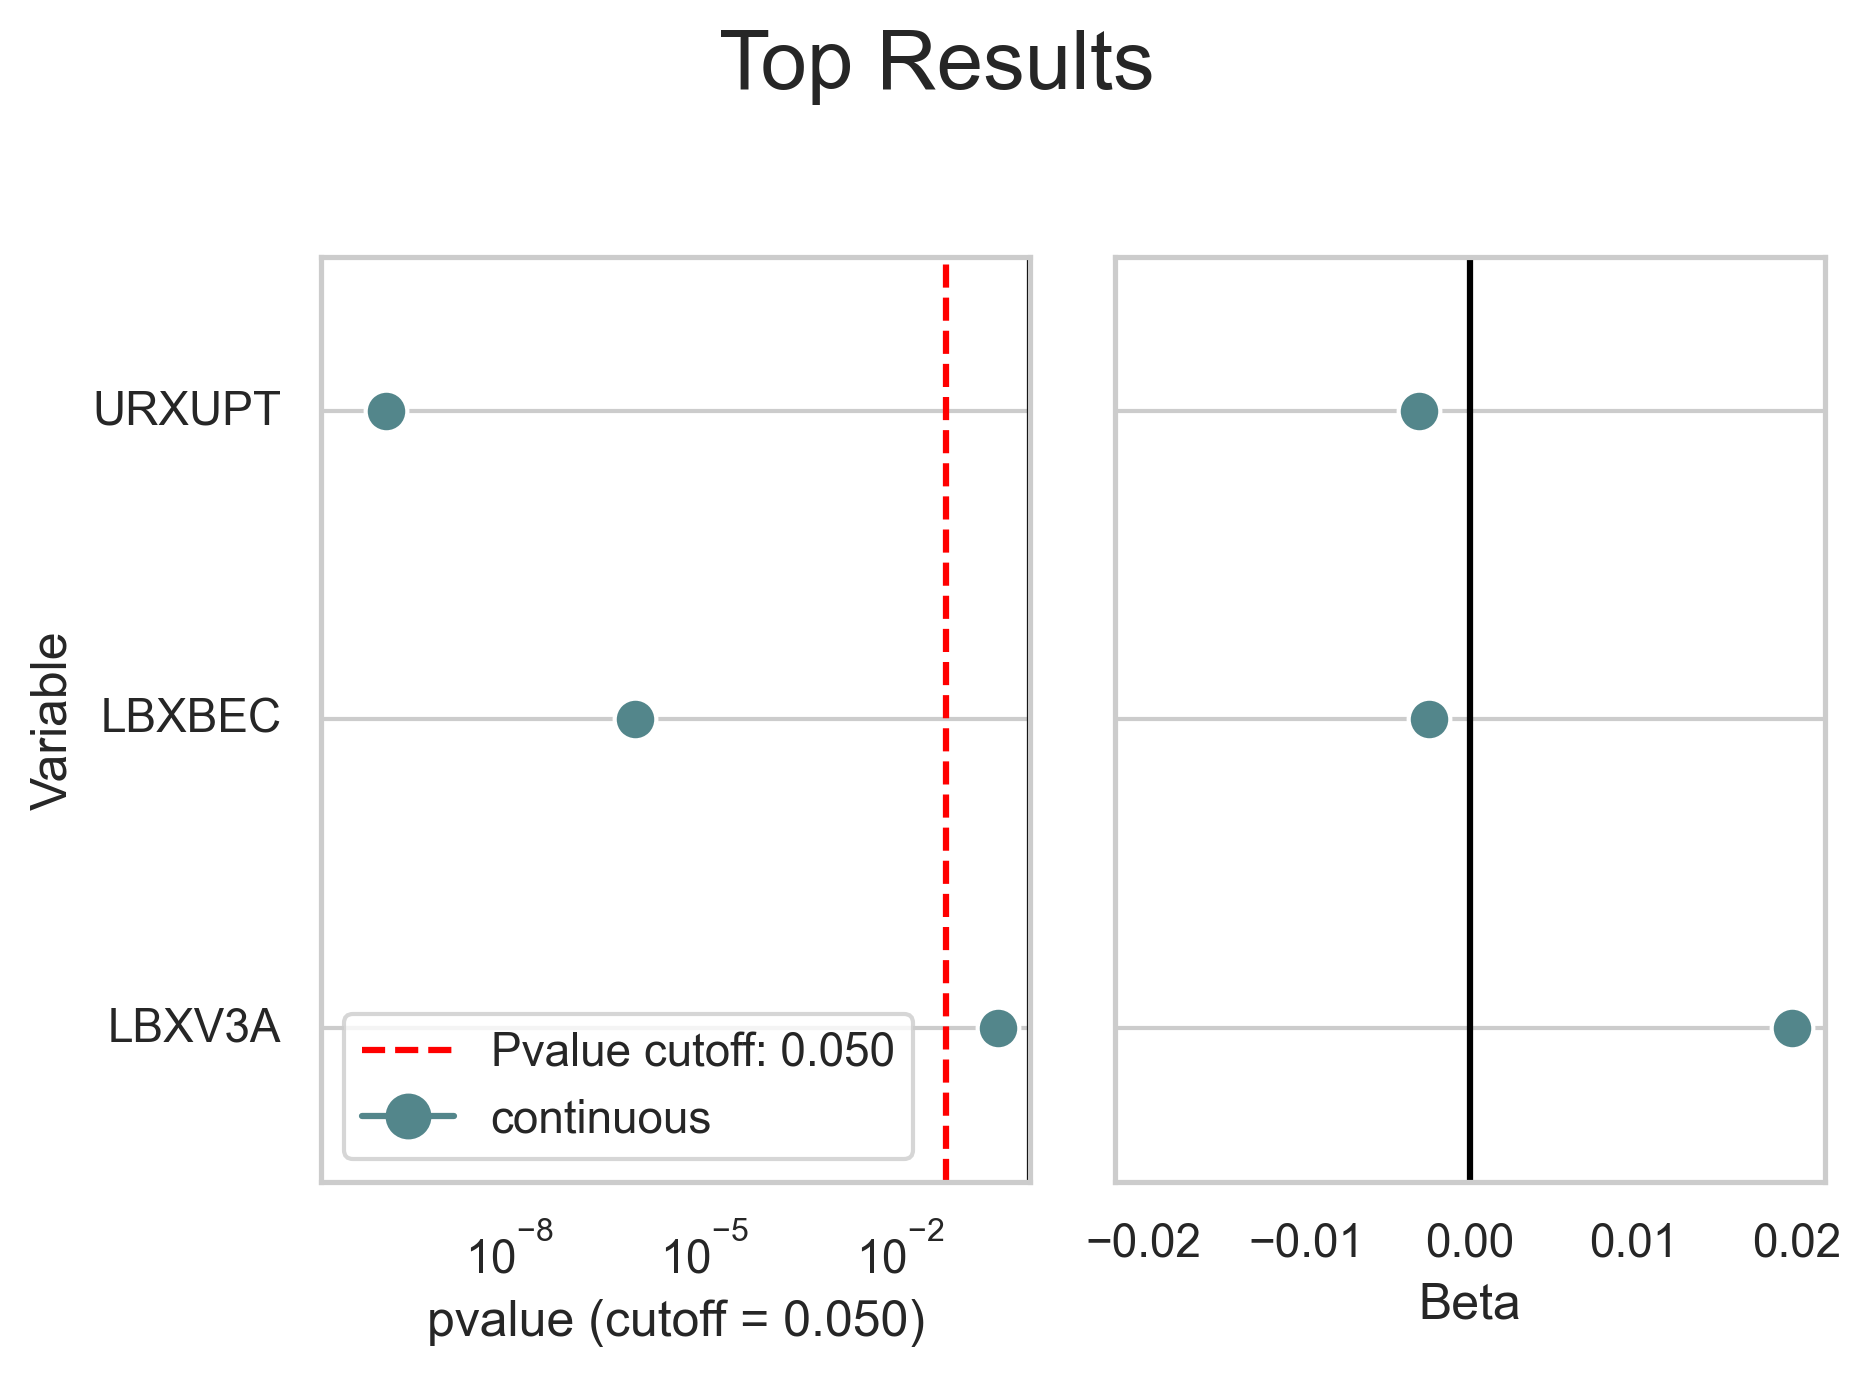 Top Results
Variable
URXUPT
LBXBEC
LBXV3A
Pvalue cutoff: 0.050
continuous
10⁻⁸ 10⁻⁵ 10⁻²
pvalue (cutoff = 0.050)
−0.02 −0.01 0.00 0.01 0.02
Beta